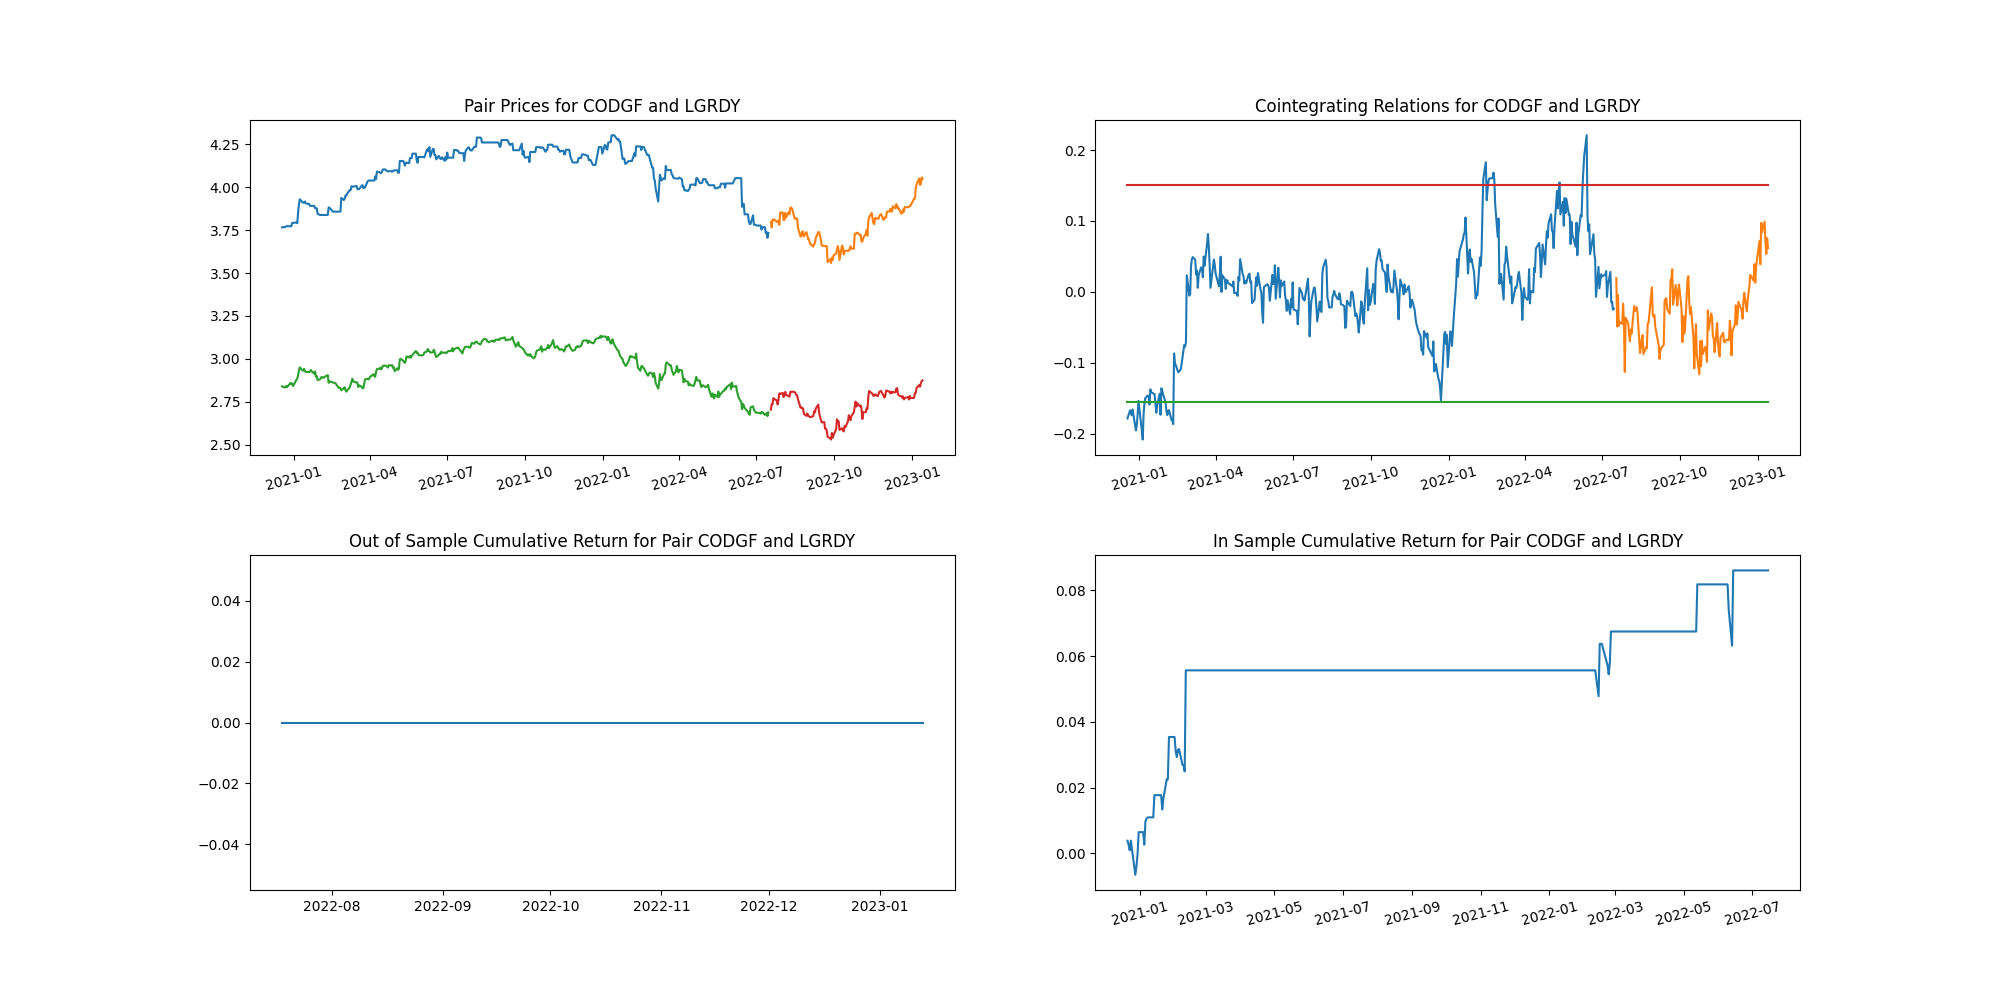 Pair Prices for CODGF and LGRDY
4.25
4.00
3.75
3.50
3.25
3.00
2.75
2.50
2021-01 2021-04 2021-07 2021-10 2022-01 2022-04 2022-07 2022-10 2023-01
Cointegrating Relations for CODGF and LGRDY
0.2
0.1
0.0
−0.1
−0.2
2021-01 2021-04 2021-07 2021-10 2022-01 2022-04 2022-07 2022-10 2023-01
Out of Sample Cumulative Return for Pair CODGF and LGRDY
0.04
0.02
0.00
−0.02
−0.04
2022-08 2022-09 2022-10 2022-11 2022-12 2023-01
In Sample Cumulative Return for Pair CODGF and LGRDY
0.08
0.06
0.04
0.02
0.00
2021-01 2021-03 2021-05 2021-07 2021-09 2021-11 2022-01 2022-03 2022-05 2022-07